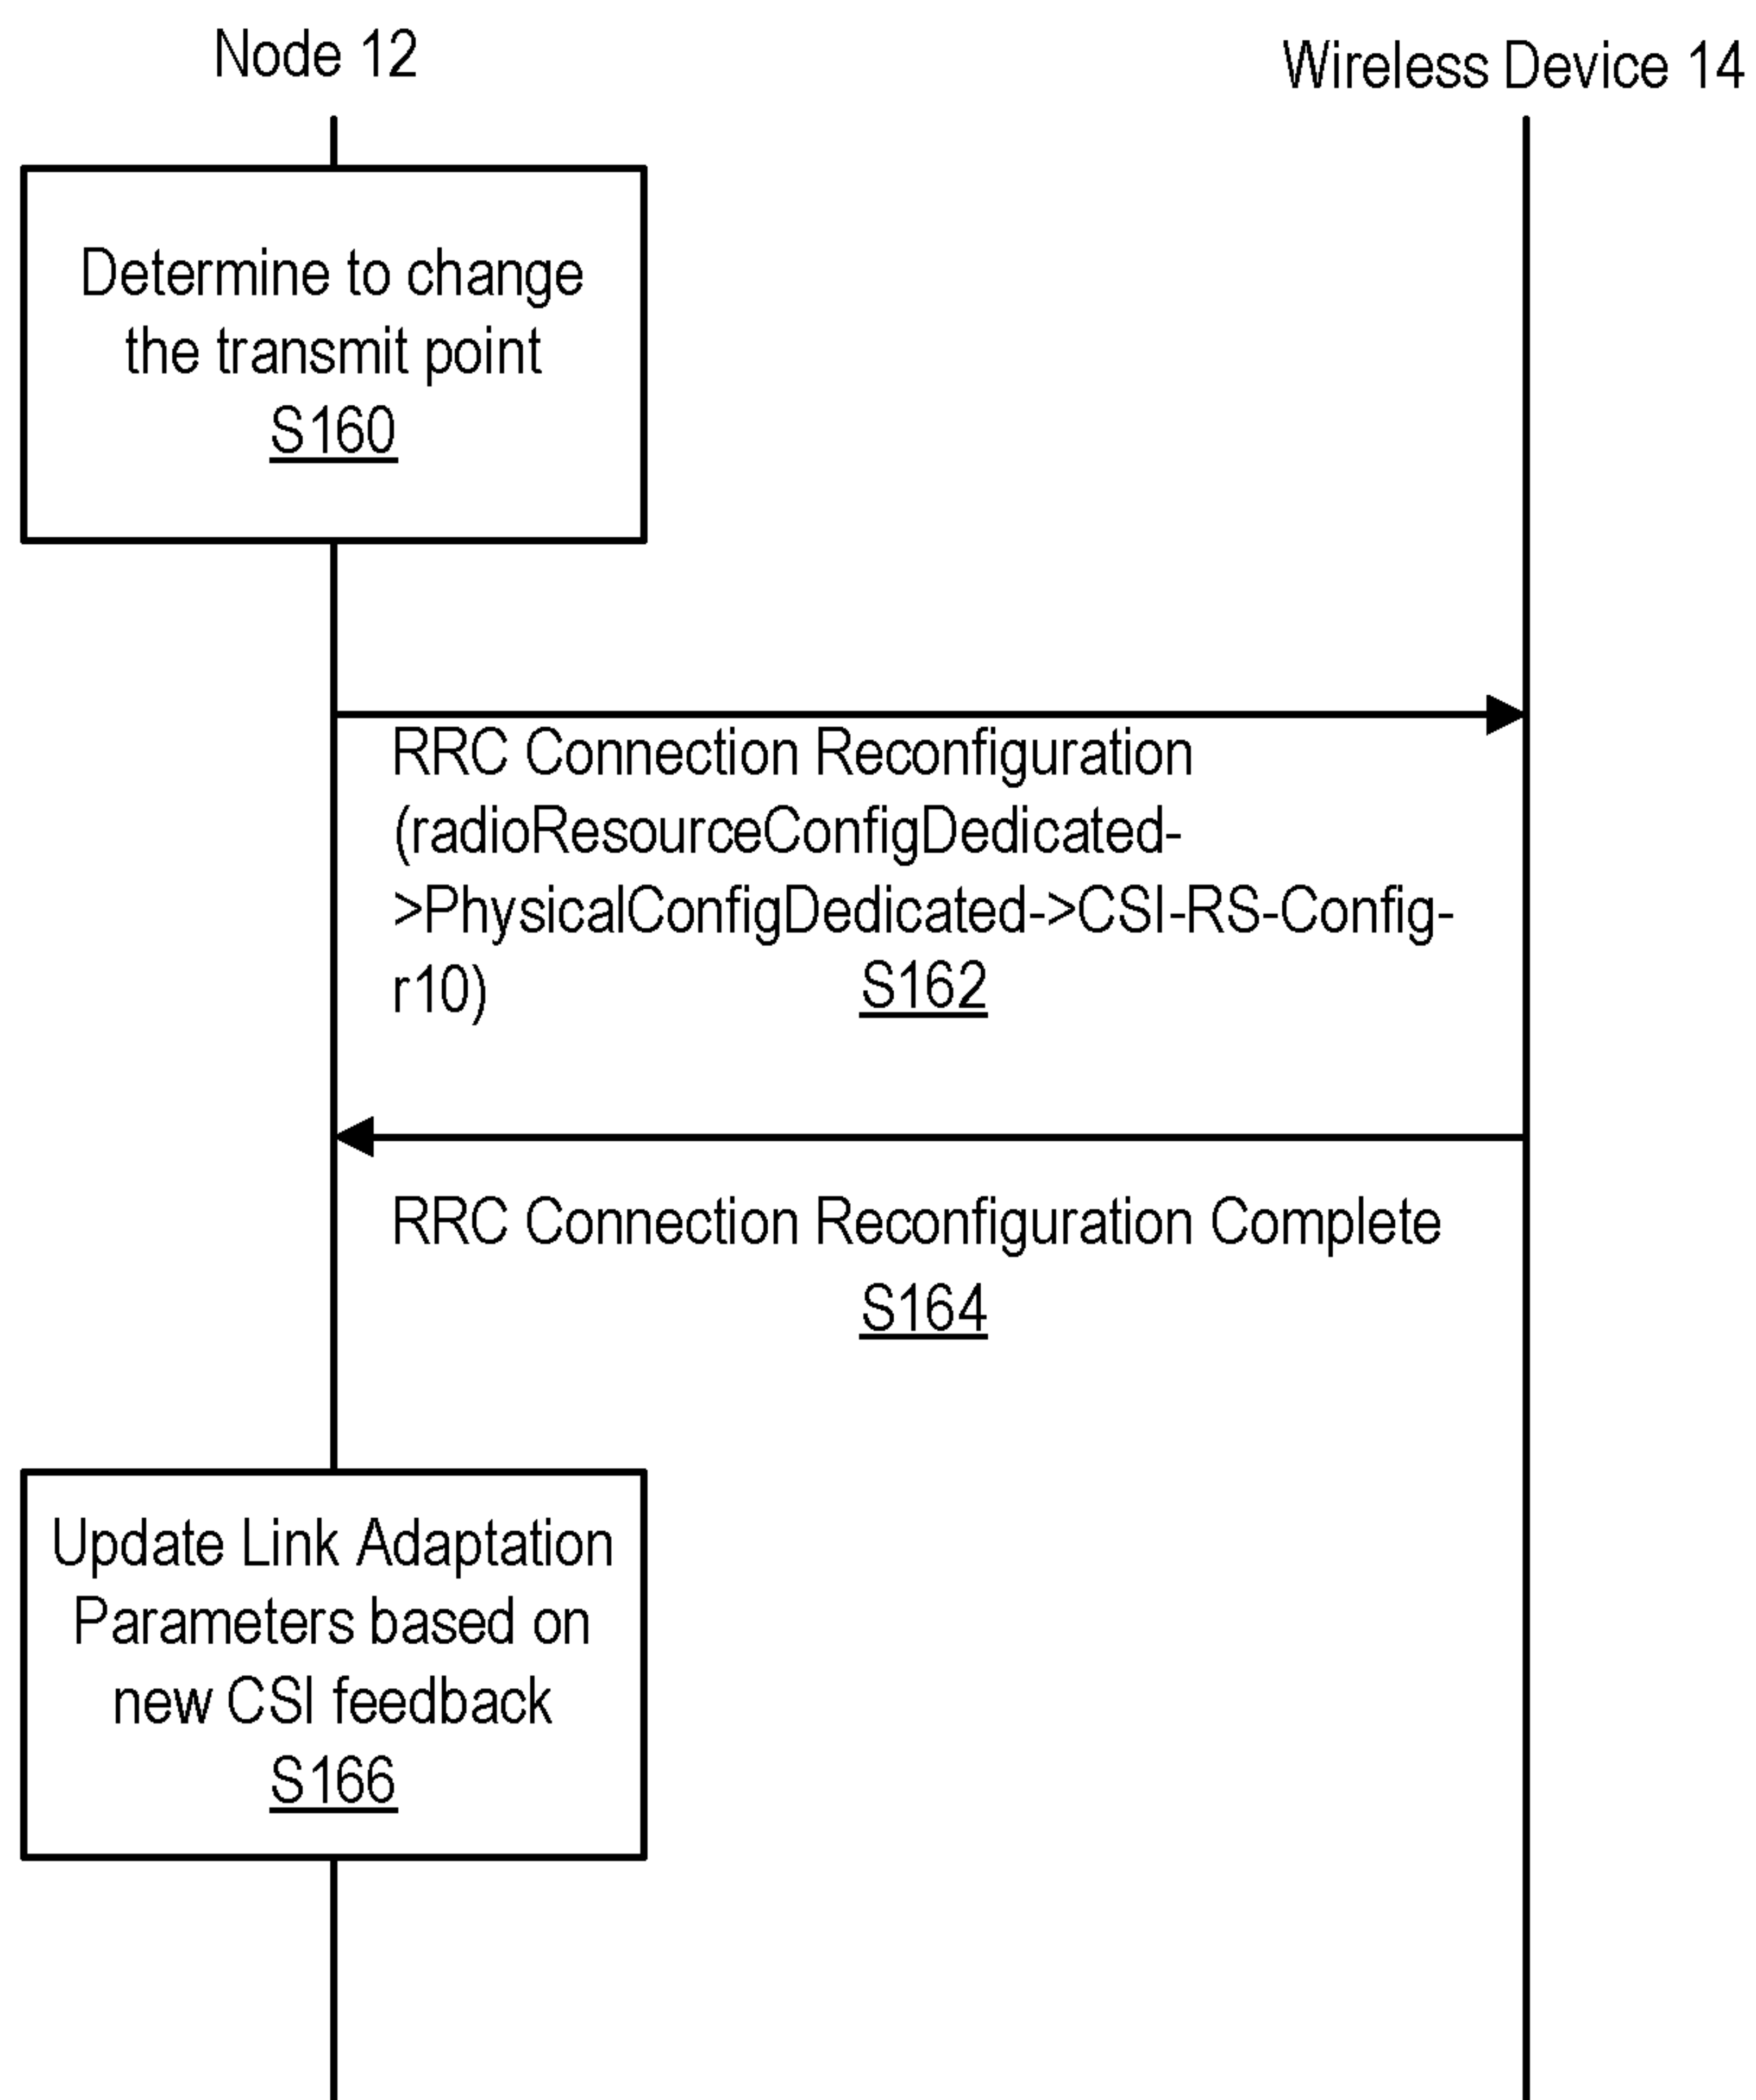 Node 12
Wireless Device 14
Determine to change
the transmit point
S160
RRC Connection Reconfiguration
(radioResourceConfigDedicated-
>PhysicalConfigDedicated->CSI-RS-Config-
r10)
S162
RRC Connection Reconfiguration Complete
S164
Update Link Adaptation
Parameters based on
new CSI feedback
S166